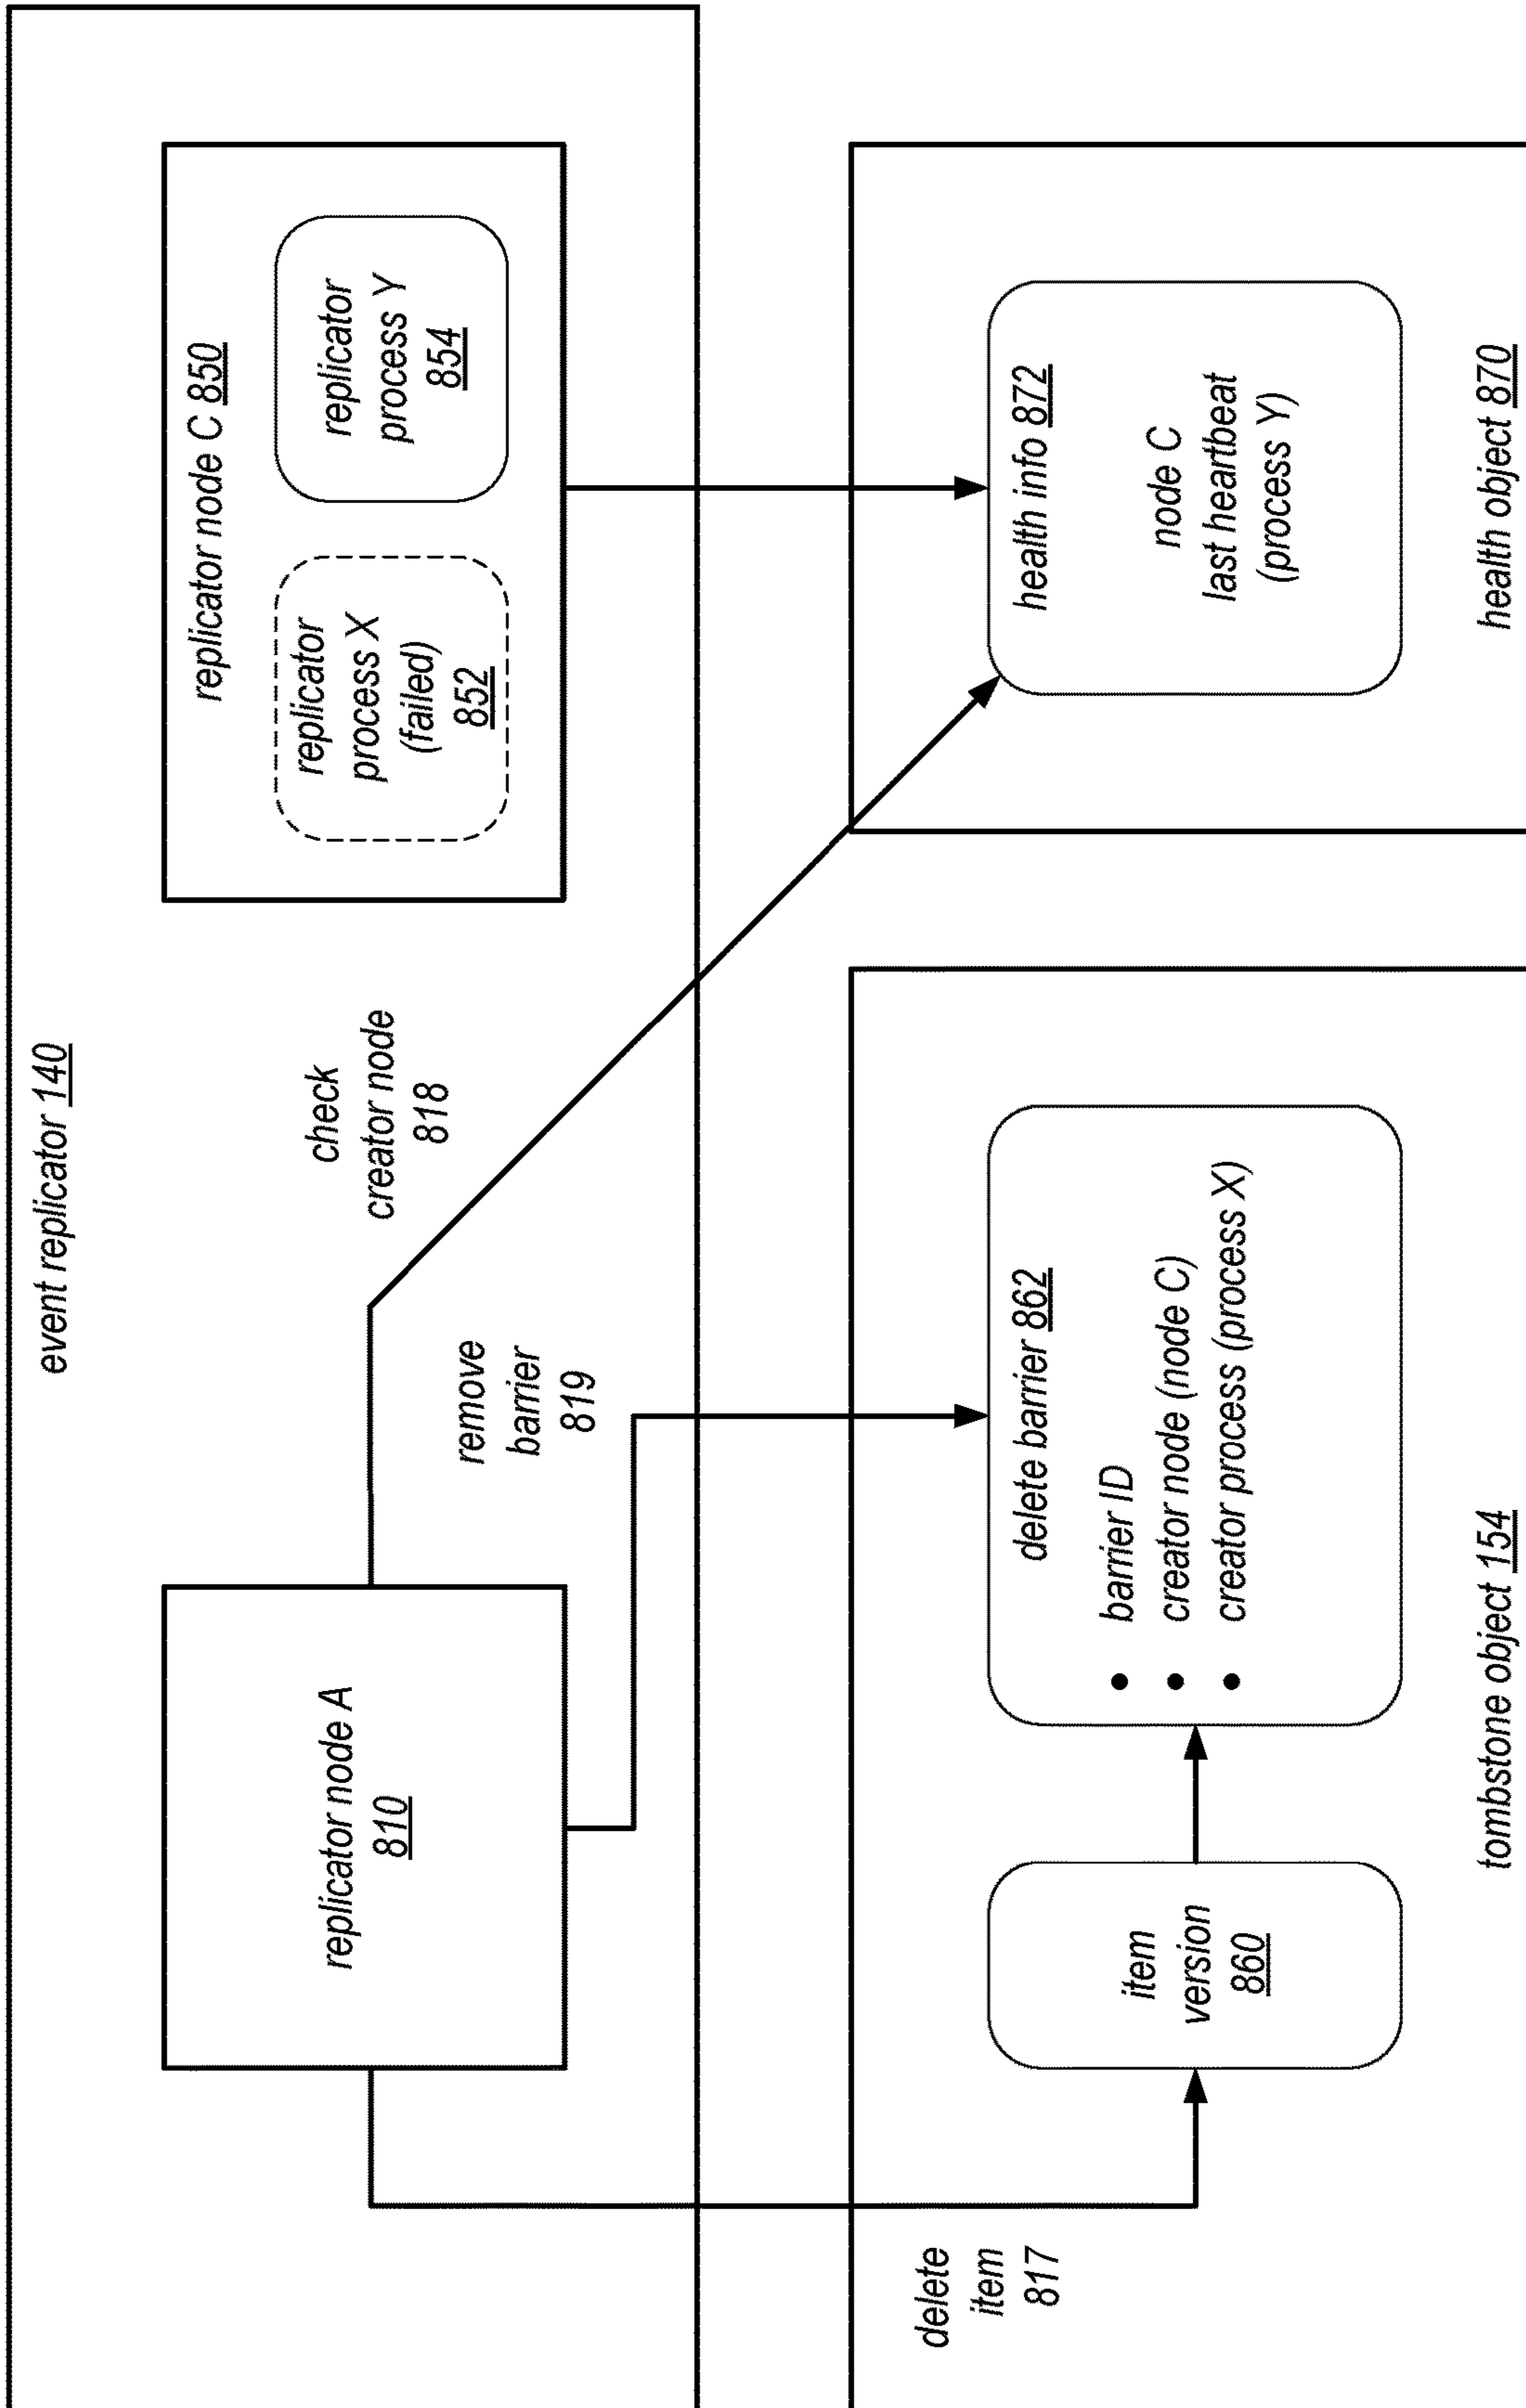 event replicator 140
replicator node A
810
check
creator node
818
replicator node C 850
replicator
process X
(failed)
852
replicator
process Y
854
remove
barrier
819
delete
item
817
item
version
860
delete barrier 862
• barrier ID
• creator node (node C)
• creator process (process X)
tombstone object 154
health info 872
node C
last heartbeat
(process Y)
health object 870